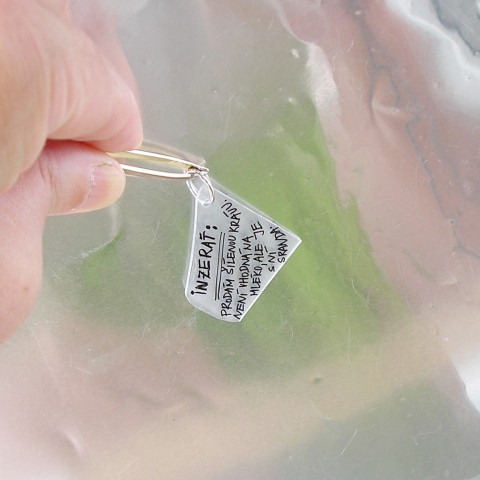 INZERÁT:
PRODÁM ŠÍLENOU KRÁVU
NENÍ VHODNÁ NA
MLÉKO, ALE JE
S NÍ
SRANDA